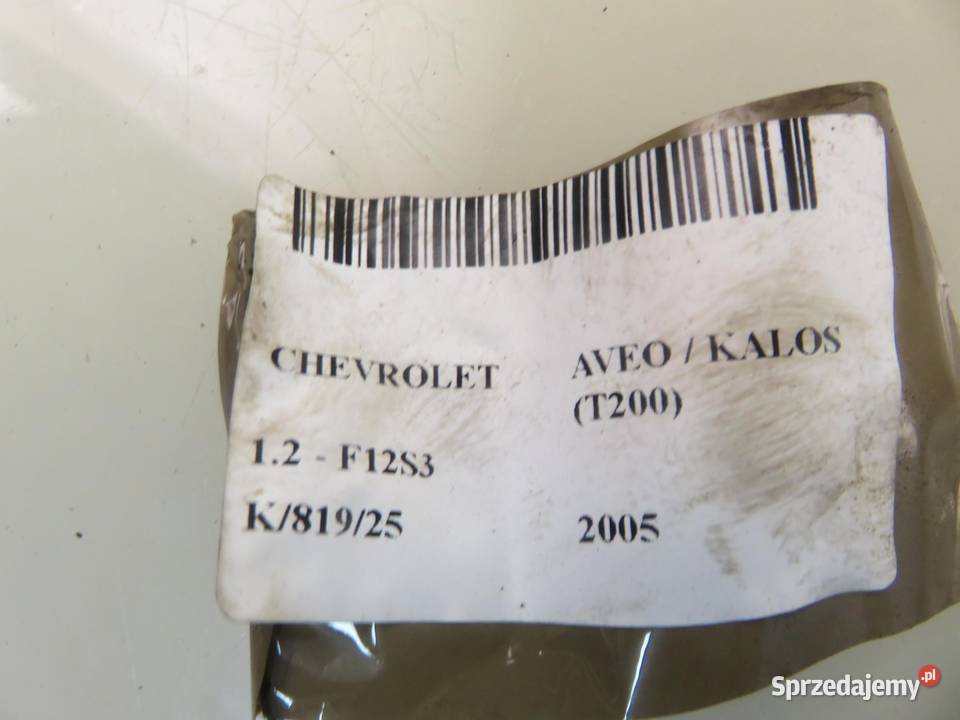 CHEVROLET
AVEO / KALOS
(T200)
1.2 - F12S3
K/819/25
2005
Sprzedajemy.pl